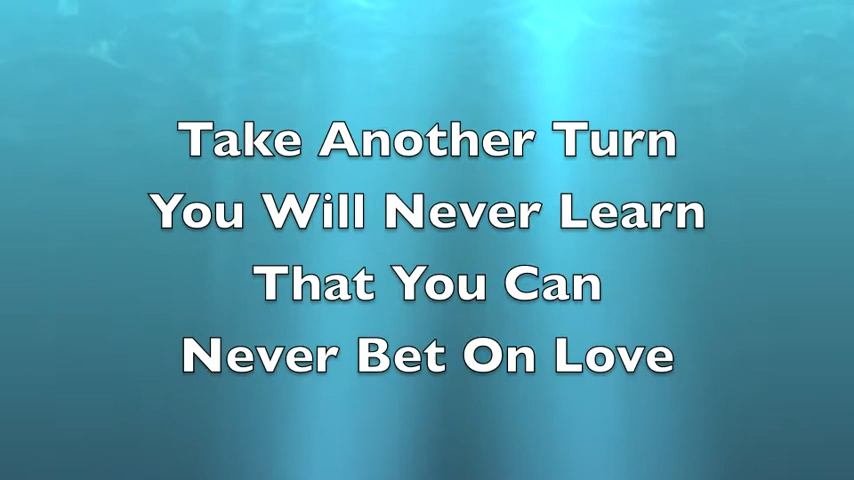 Take Another Turn
You Will Never Learn
That You Can
Never Bet On Love